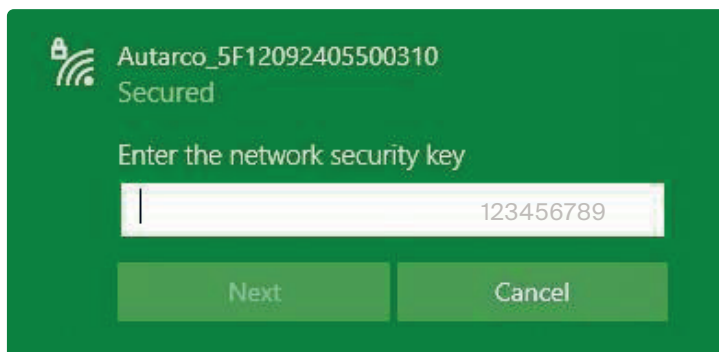 Autarco_5F12092405500310
Secured
Enter the network security key
123456789
Next
Cancel